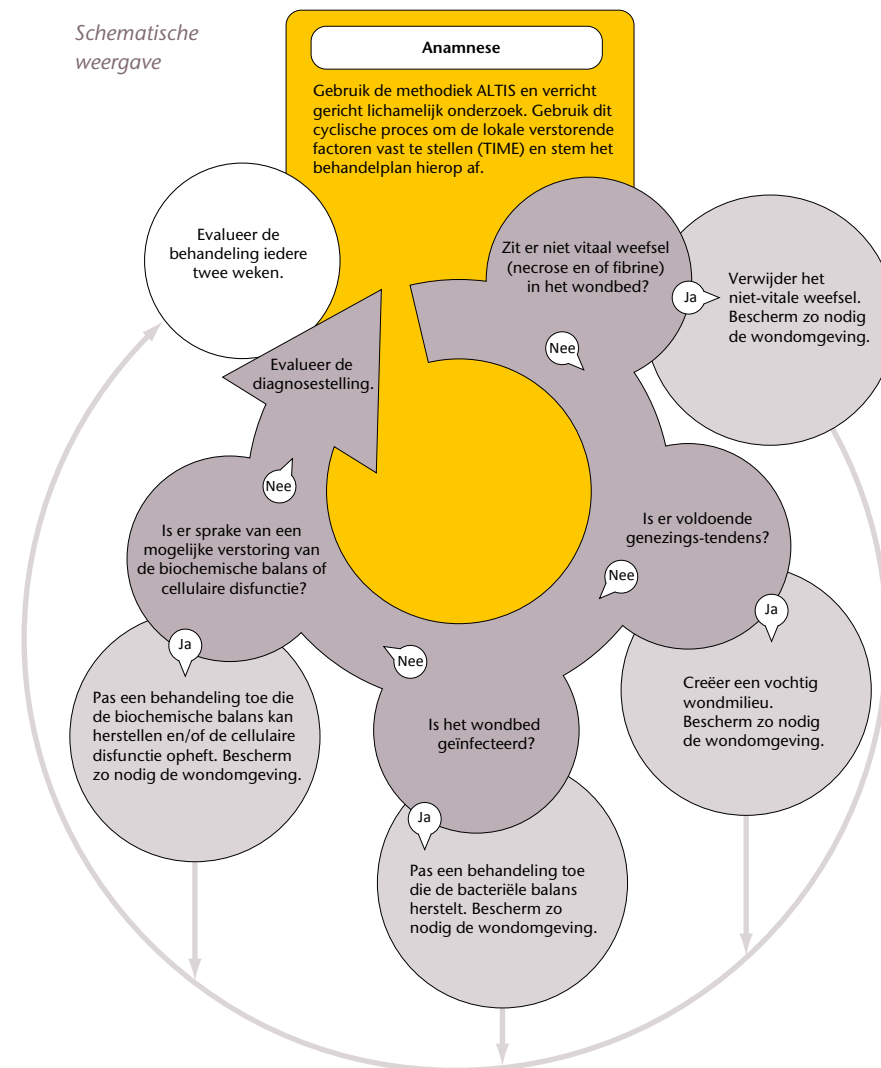 Schematische
weergave
Anamnese
Gebruik de methodiek ALTIS en verricht
gericht lichamelijk onderzoek. Gebruik dit
cyclische proces om de lokale verstorende
factoren vast te stellen (TIME) en stem het
behandelplan hierop af.
Evalueer de
behandeling iedere
twee weken.
Zit er niet vitaal weefsel
(necrose en of fibrine)
in het wondbed?
Ja
Verwijder het
niet-vitale weefsel.
Bescherm zo nodig
de wondomgeving.
Nee
Evalueer de
diagnosestelling.
Nee
Is er voldoende
genezings-tendens?
Is er sprake van een
mogelijke verstoring van
de biochemische balans of
cellulaire disfunctie?
Nee
Ja
Ja
Nee
Creëer een vochtig
wondmilieu.
Bescherm zo nodig
de wondomgeving.
Pas een behandeling toe die
de biochemische balans kan
herstellen en/of de cellulaire
disfunctie opheft. Bescherm
zo nodig de wondomgeving.
Is het wondbed
geïnfecteerd?
Ja
Pas een behandeling toe
die de bacteriële balans
herstelt. Bescherm zo
nodig de wondomgeving.